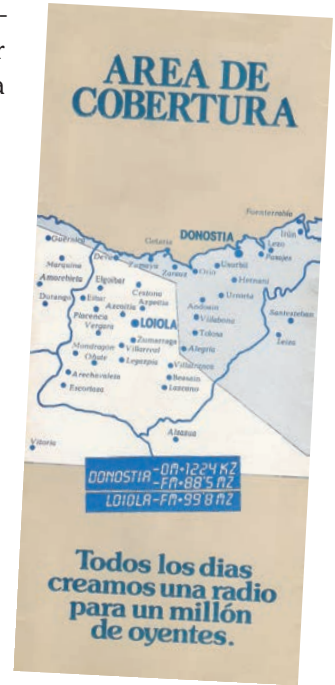 r
a
AREA DE
COBERTURA
Fuenterrabia
Irún
DONOSTIA
Lezo
Guernica
Guetaria
Pasajes
Deva
Zumaya
Zarauz
Orio
Usurbil
Marquina
Hernani
Amorebieta
Elgoibar
Cestona
Urnieta
Durango
Eibar
Azpeitia
Azcoitia
Andoain
Santesteban
Placencia
LOIOLA
Villabona
Vergara
Tolosa
Zumarraga
Leiza
Mondragon
Villarreal
Alegria
Oñate
Legazpia
Villafranca
Arechavaleta
Beasain
Escoriaza
Lazcano
Alsasua
Vitoria
DONOSTIA -OM-1224 KZ
-FM-88'5 MZ
LOIOLA-FM-99'8 MZ
Todos los dias
creamos una radio
para un millón
de oyentes.